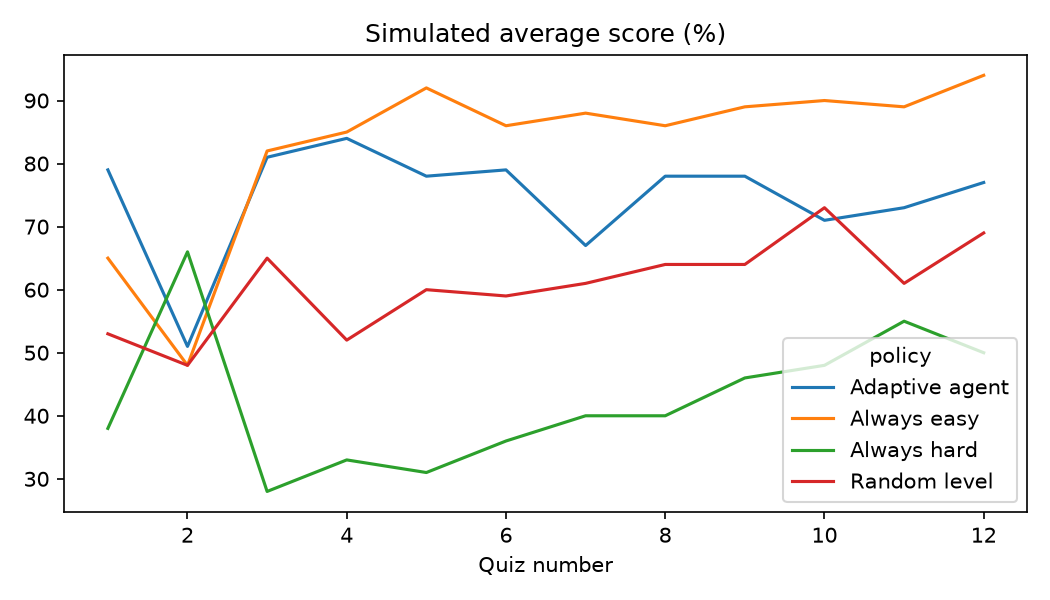 Simulated average score (%)
90
80
70
60
50
40
30
policy
Adaptive agent
Always easy
Always hard
Random level
2 4 6 8 10 12
Quiz number